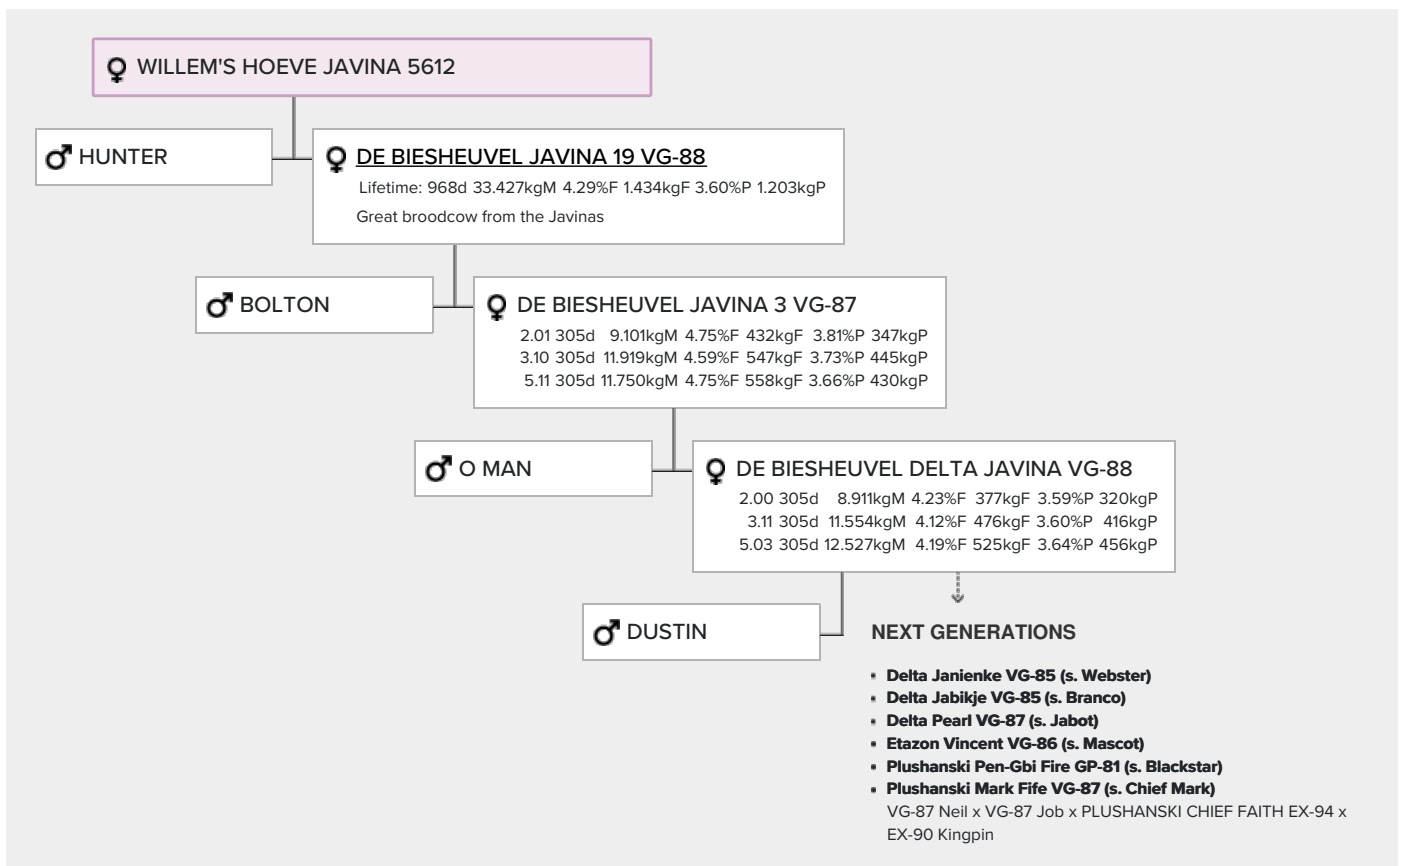 WILLEM'S HOEVE JAVINA 5612
HUNTER
DE BIESHEUVEL JAVINA 19 VG-88
Lifetime: 968d 33.427kgM 4.29%F 1.434kgF 3.60%P 1.203kgP
Great broodcow from the Javinas
BOLTON
DE BIESHEUVEL JAVINA 3 VG-87
2.01 305d 9.101kgM 4.75%F 432kgF 3.81%P 347kgP
3.10 305d 11.919kgM 4.59%F 547kgF 3.73%P 445kgP
5.11 305d 11.750kgM 4.75%F 558kgF 3.66%P 430kgP
O MAN
DE BIESHEUVEL DELTA JAVINA VG-88
2.00 305d 8.911kgM 4.23%F 377kgF 3.59%P 320kgP
3.11 305d 11.554kgM 4.12%F 476kgF 3.60%P 416kgP
5.03 305d 12.527kgM 4.19%F 525kgF 3.64%P 456kgP
DUSTIN
NEXT GENERATIONS
Delta Janienke VG-85 (s. Webster)
Delta Jabikje VG-85 (s. Branco)
Delta Pearl VG-87 (s. Jabot)
Etazon Vincent VG-86 (s. Mascot)
Plushanski Pen-Gbi Fire GP-81 (s. Blackstar)
Plushanski Mark Fife VG-87 (s. Chief Mark)
VG-87 Neil x VG-87 Job x PLUSHANSKI CHIEF FAITH EX-94 x
EX-90 Kingpin